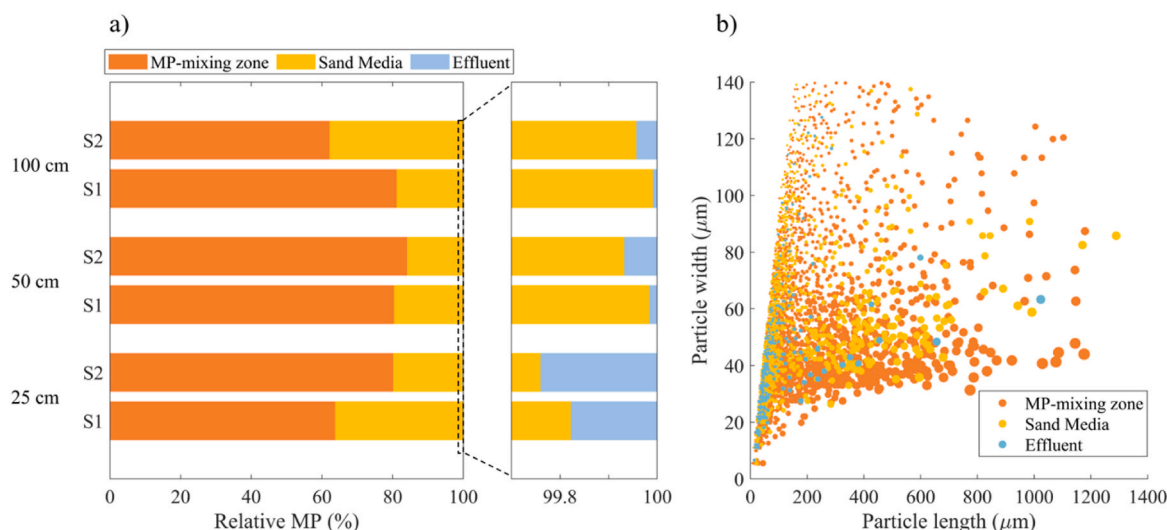 a)
MP-mixing zone Sand Media Effluent
100 cm
S2
S1
50 cm
S2
S1
25 cm
S2
S1
0 20 40 60 80 100
Relative MP (%)
99.8 100
b)
140
120
100
80
60
40
20
0
Particle width (μm)
MP-mixing zone
Sand Media
Effluent
0 200 400 600 800 1000 1200 1400
Particle length (μm)